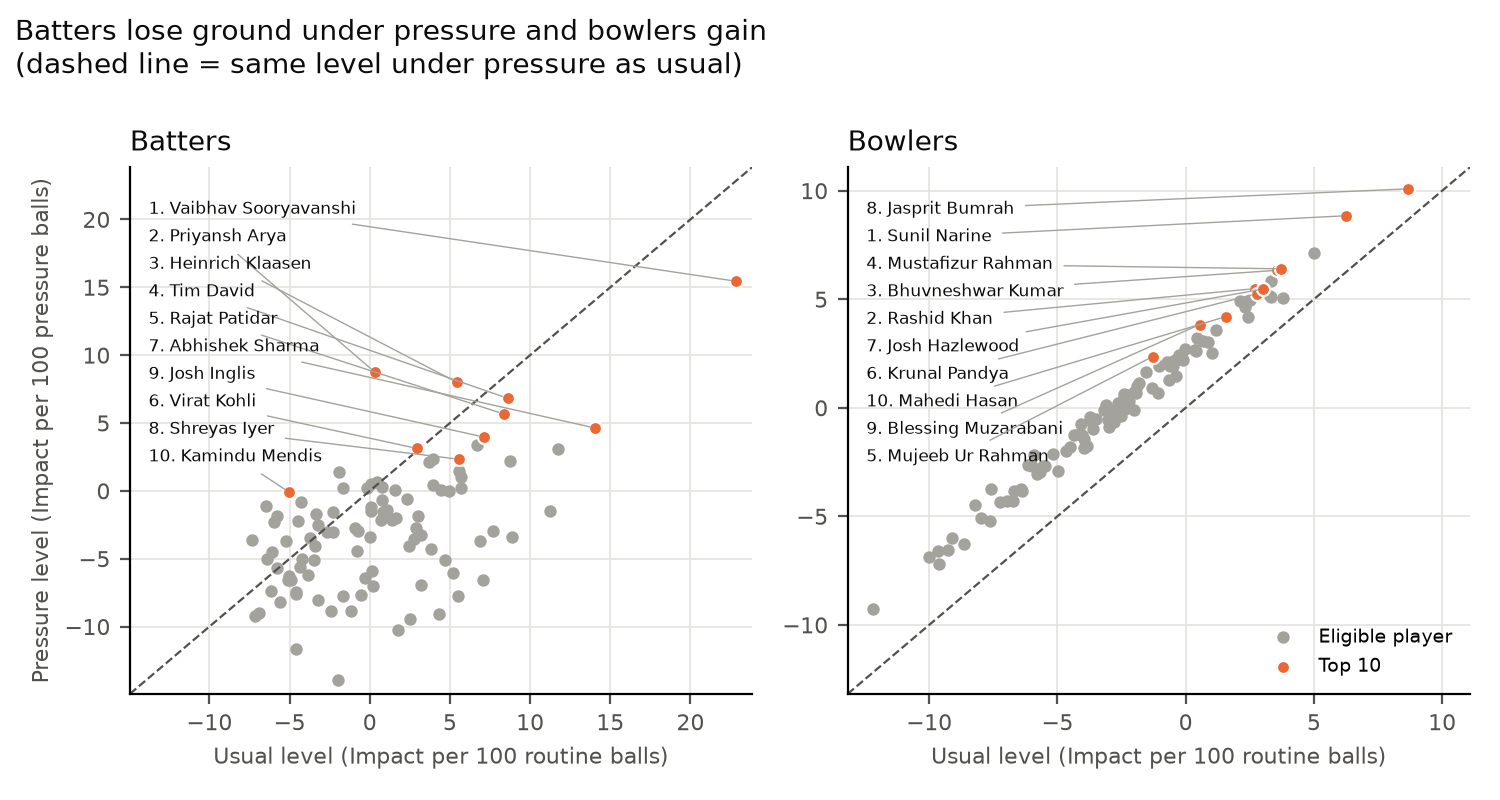 Batters lose ground under pressure and bowlers gain
(dashed line = same level under pressure as usual)
Batters
Pressure level (Impact per 100 pressure balls)
20
15
10
5
0
−5
−10
1. Vaibhav Sooryavanshi
2. Priyansh Arya
3. Heinrich Klaasen
4. Tim David
5. Rajat Patidar
7. Abhishek Sharma
9. Josh Inglis
6. Virat Kohli
8. Shreyas Iyer
10. Kamindu Mendis
−10 −5 0 5 10 15 20
Usual level (Impact per 100 routine balls)
Bowlers
10
5
0
−5
−10
8. Jasprit Bumrah
1. Sunil Narine
4. Mustafizur Rahman
3. Bhuvneshwar Kumar
2. Rashid Khan
7. Josh Hazlewood
6. Krunal Pandya
10. Mahedi Hasan
9. Blessing Muzarabani
5. Mujeeb Ur Rahman
Eligible player
Top 10
−10 −5 0 5 10
Usual level (Impact per 100 routine balls)